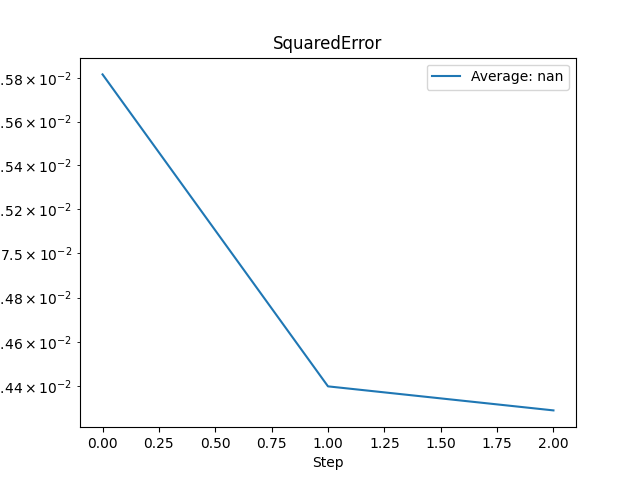 SquaredError
Average: nan
.58 × 10⁻²
.56 × 10⁻²
.54 × 10⁻²
.52 × 10⁻²
7.5 × 10⁻²
.48 × 10⁻²
.46 × 10⁻²
.44 × 10⁻²
0.00 0.25 0.50 0.75 1.00 1.25 1.50 1.75 2.00
Step